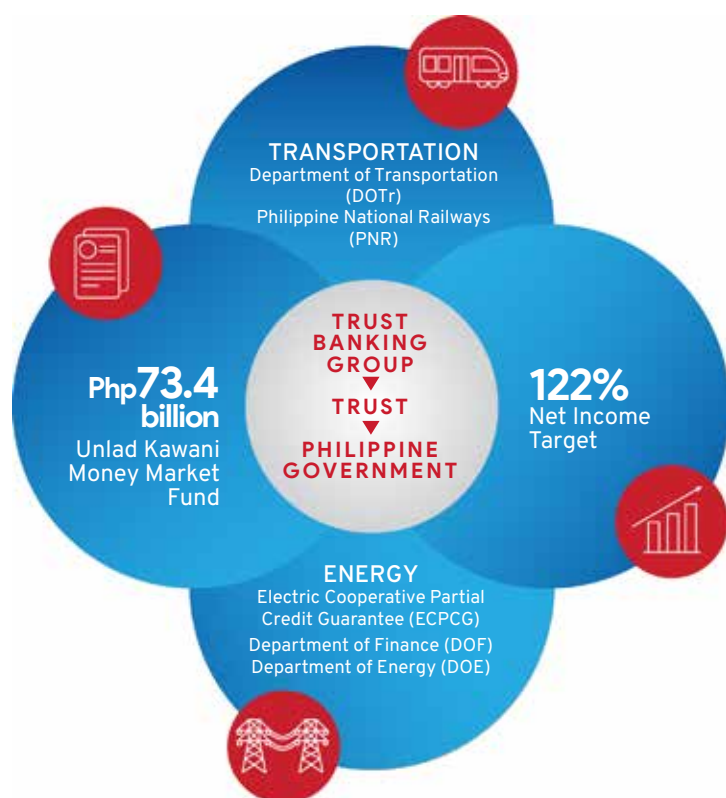 TRANSPORTATION
Department of Transportation
(DOTr)
Philippine National Railways
(PNR)
Php73.4
billion
Unlad Kawani
Money Market
Fund
TRUST
BANKING
GROUP
TRUST
PHILIPPINE
GOVERNMENT
122%
Net Income
Target
ENERGY
Electric Cooperative Partial
Credit Guarantee (ECPCG)
Department of Finance (DOF)
Department of Energy (DOE)